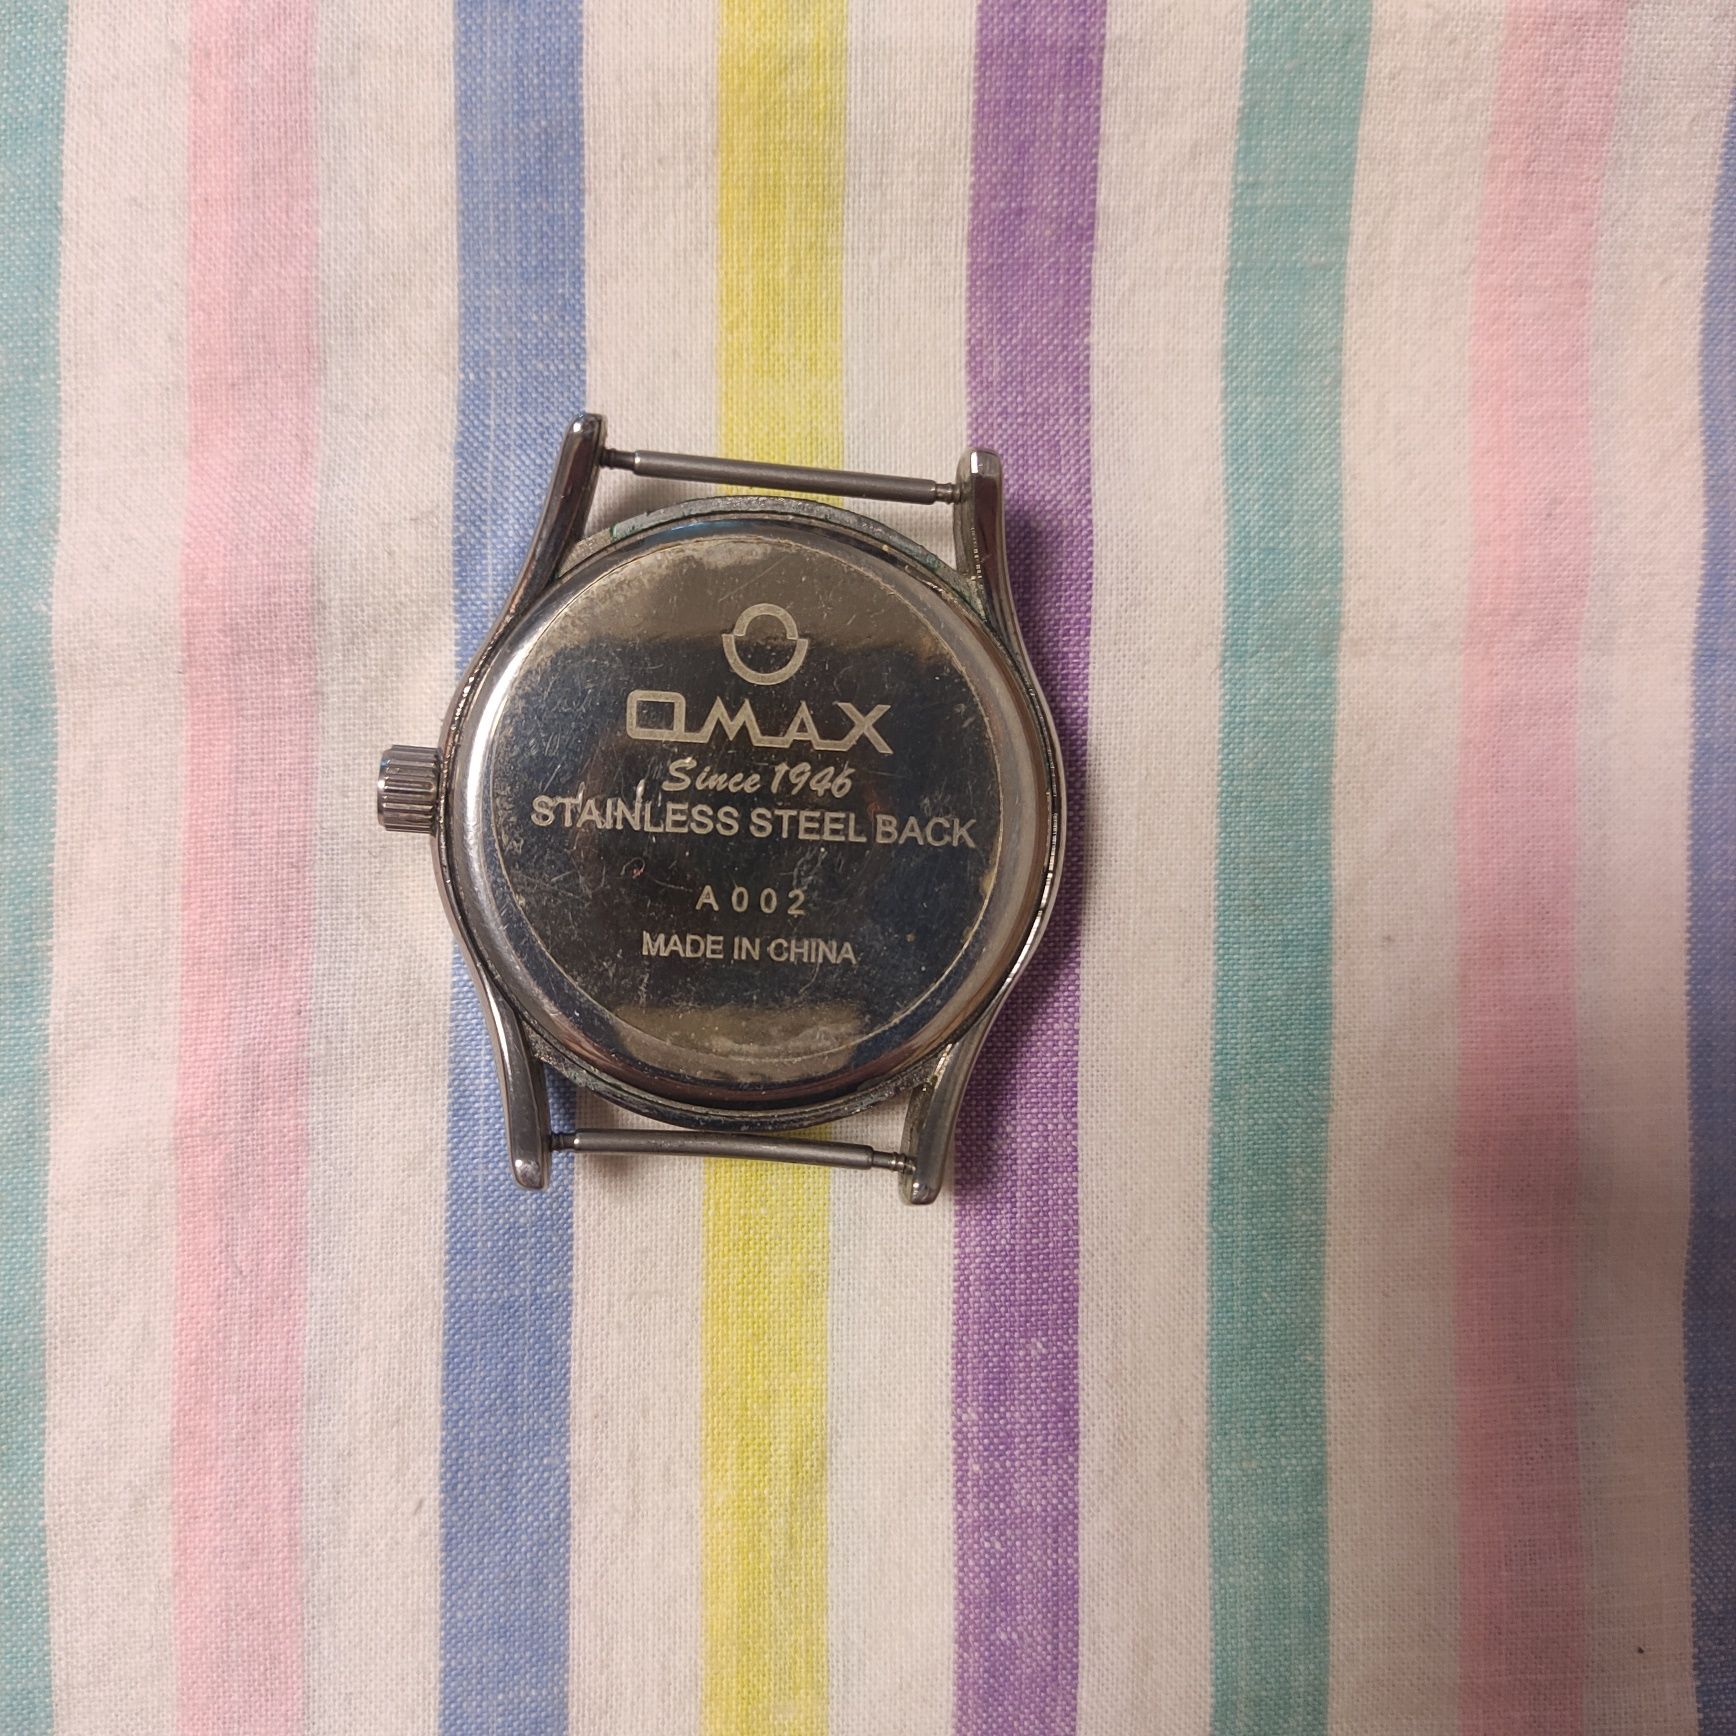 OMAX
Since 1946
STAINLESS STEEL BACK
A002
MADE IN CHINA